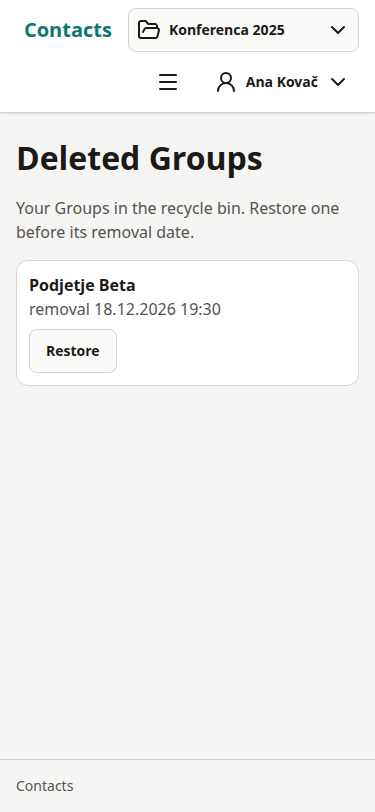 Contacts
Konferenca 2025
Ana Kovač
Deleted Groups
Your Groups in the recycle bin. Restore one
before its removal date.
Podjetje Beta
removal 18.12.2026 19:30
Restore
Contacts